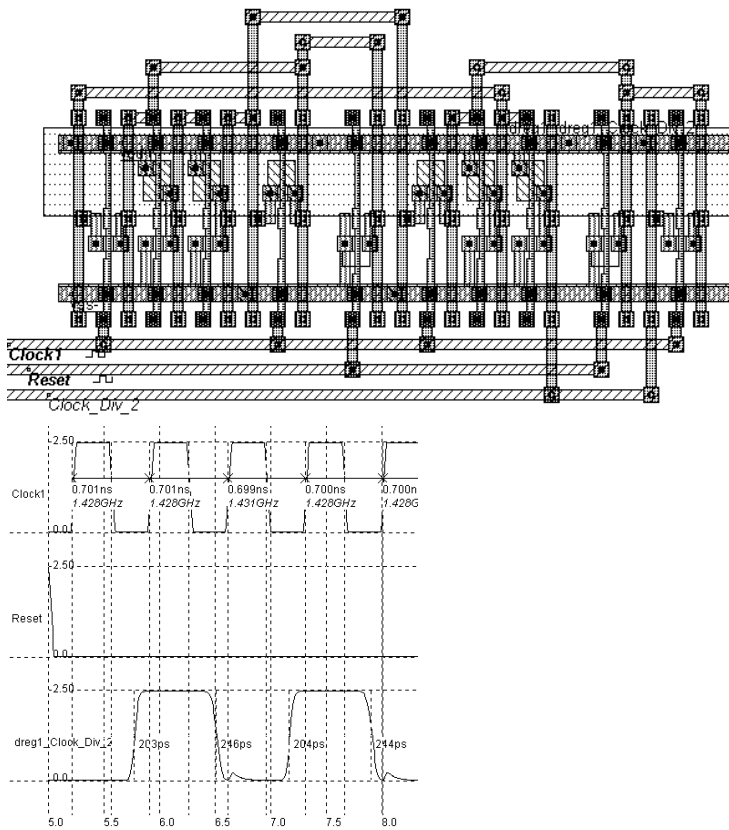 dreg1_dreg1_Clock_Div_2
Clock1
Reset
Clock_Div_2
2.50
0.701ns 0.701ns 0.699ns 0.700ns 0.700n
Clock1
1.428GHz 1.428GHz 1.431GHz 1.428GHz 1.428G
0.0
2.50
Reset
0.0
2.50
dreg1_Clock_Div_2 203ps 246ps 204ps 244ps
0.0
5.0 5.5 6.0 6.5 7.0 7.5 8.0